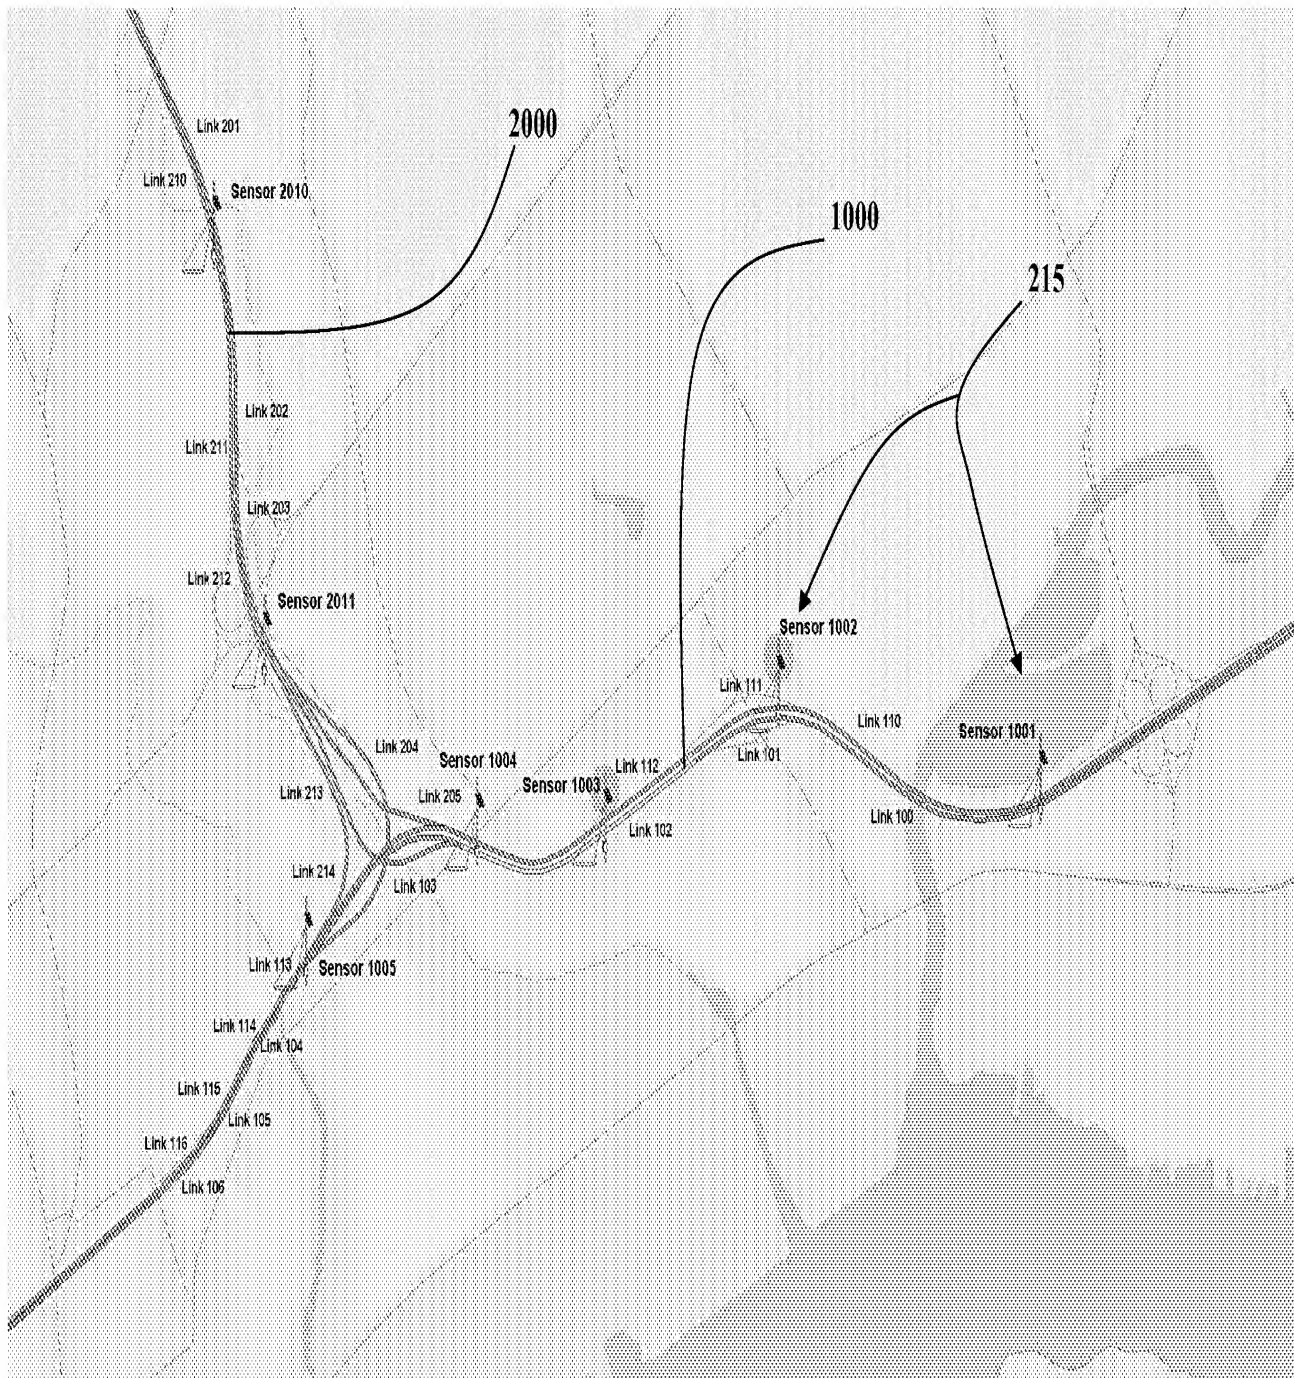 2000
Link 201
Link 210
Sensor 2010
1000
215
Link 202
Link 211
Link 203
Link 212
Sensor 2011
Sensor 1002
Link 111
Link 110
Link 101
Sensor 1001
Link 204
Sensor 1004
Link 112
Sensor 1003
Link 213
Link 205
Link 102
Link 100
Link 214
Link 103
Link 113
Sensor 1005
Link 114
Link 104
Link 115
Link 105
Link 116
Link 106